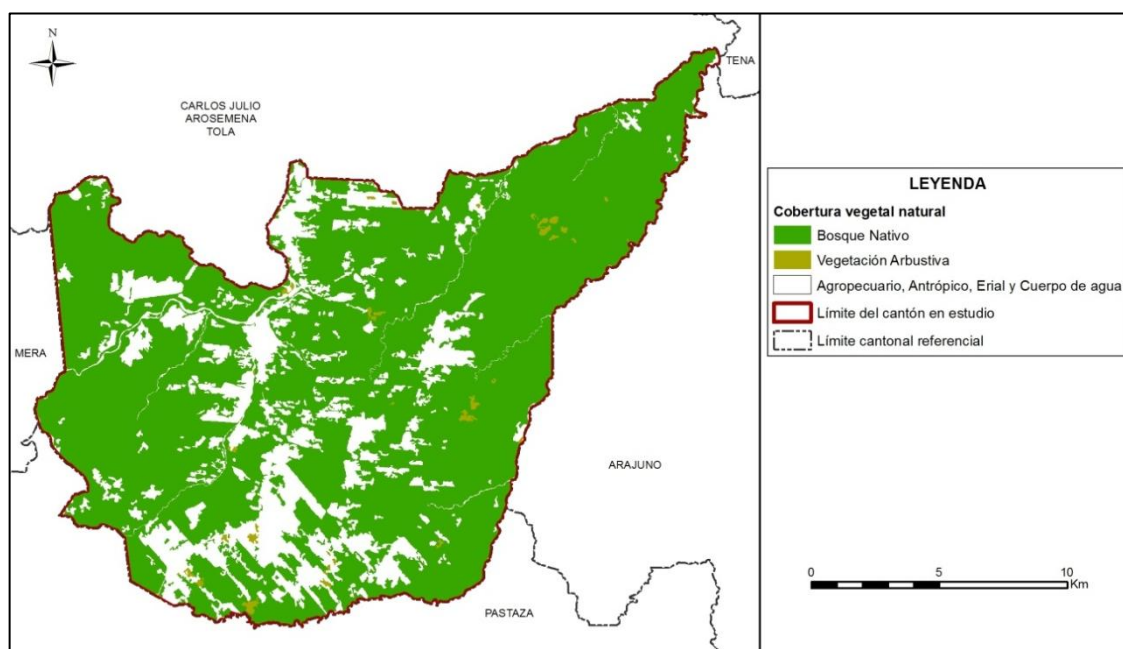 N
TENA
CARLOS JULIO
AROSEMENA
TOLA
MERA
ARAJUNO
PASTAZA
LEYENDA
Cobertura vegetal natural
Bosque Nativo
Vegetación Arbustiva
Agropecuario, Antrópico, Erial y Cuerpo de agua
Límite del cantón en estudio
Límite cantonal referencial
0 5 10
Km